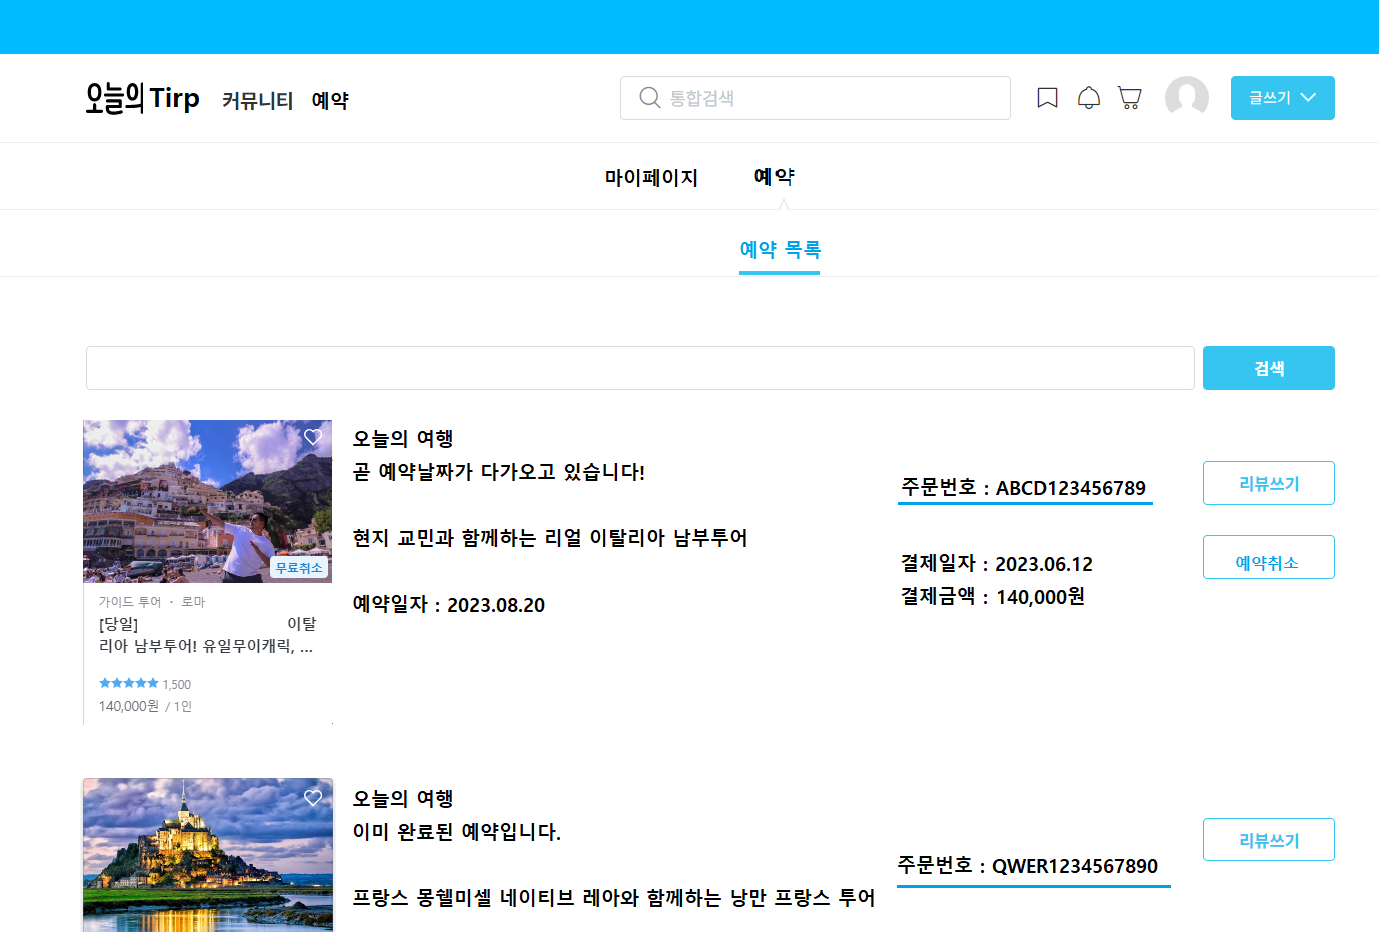 오늘의 Tirp 커뮤니티 예약
통합검색
글쓰기
마이페이지 예약
예약 목록
검색
무료취소
가이드 투어 · 로마
[당일] 이탈
리아 남부투어! 유일무이캐릭, ...
1,500
140,000원 / 1인
오늘의 여행
곧 예약날짜가 다가오고 있습니다!
현지 교민과 함께하는 리얼 이탈리아 남부투어
예약일자 : 2023.08.20
주문번호 : ABCD123456789
결제일자 : 2023.06.12
결제금액 : 140,000원
리뷰쓰기
예약취소
오늘의 여행
이미 완료된 예약입니다.
프랑스 몽쉘미셸 네이티브 레아와 함께하는 낭만 프랑스 투어
주문번호 : QWER1234567890
리뷰쓰기